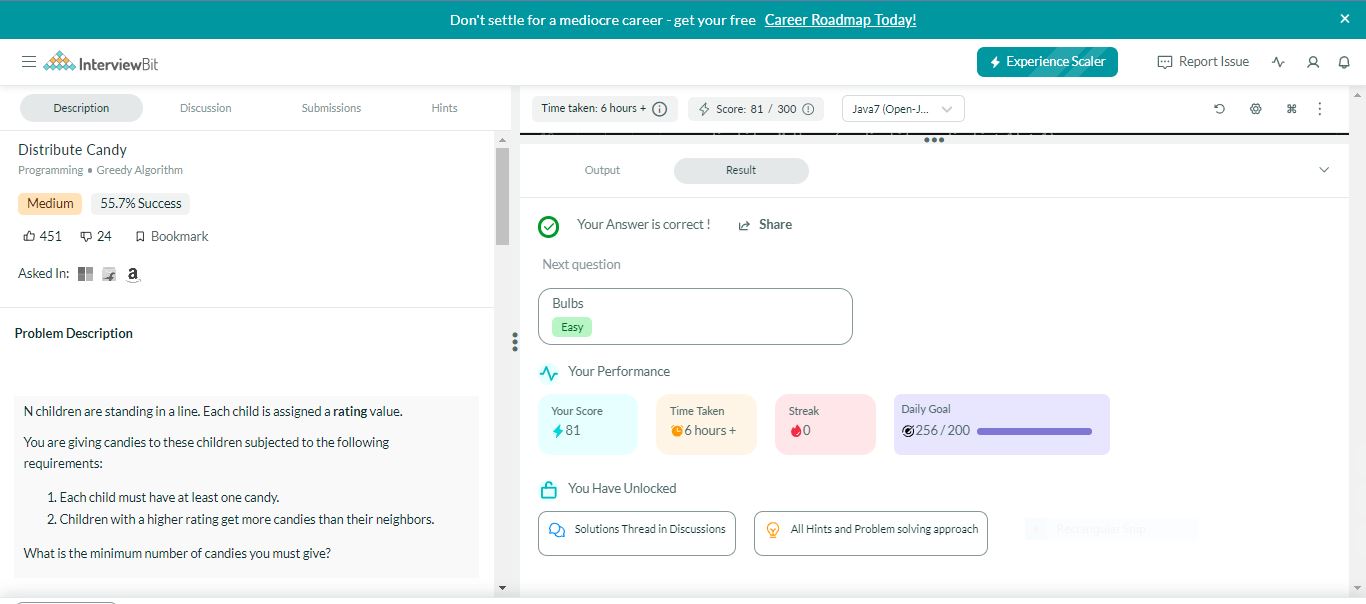 Don't settle for a mediocre career - get your free Career Roadmap Today!
InterviewBit
Experience Scaler
Report Issue
Description
Discussion
Submissions
Hints
Time taken: 6 hours +
Score: 81 / 300
Java7 (Open-J...
Distribute Candy
Programming • Greedy Algorithm
Medium
55.7% Success
451
24
Bookmark
Asked In:
a
Problem Description
N children are standing in a line. Each child is assigned a rating value.
You are giving candies to these children subjected to the following
requirements:
1. Each child must have at least one candy.
2. Children with a higher rating get more candies than their neighbors.
What is the minimum number of candies you must give?
Output
Result
Your Answer is correct !
Share
Next question
Bulbs
Easy
Your Performance
Your Score
81
Time Taken
6 hours +
Streak
0
Daily Goal
256 / 200
You Have Unlocked
Solutions Thread in Discussions
All Hints and Problem solving approach
Rectangular Snip